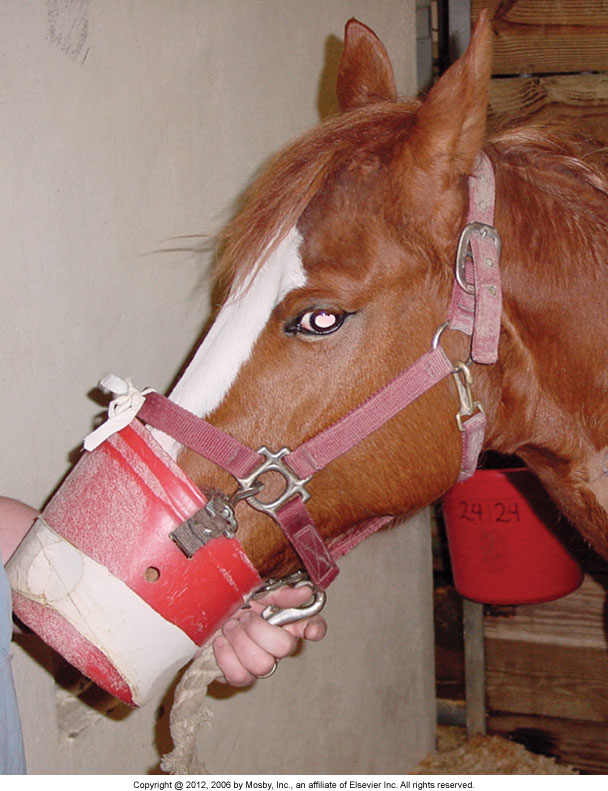 24 24
Copyright @ 2012, 2006 by Mosby, Inc., an affiliate of Elsevier Inc. All rights reserved.